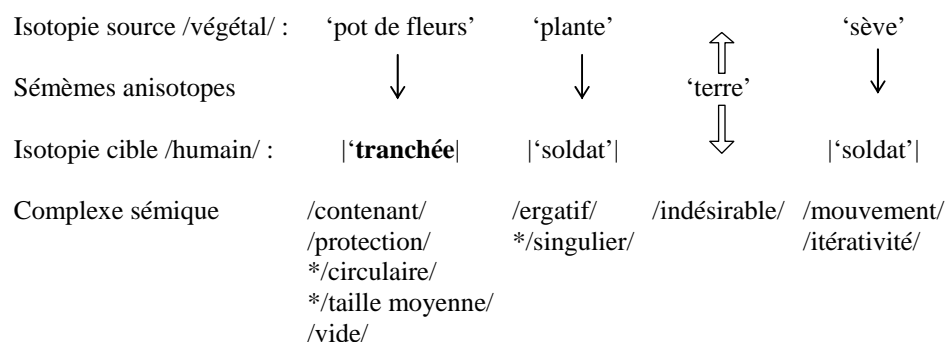 Isotopie source /végétal/ : ‘pot de fleurs’ ‘plante’ ‘sève’
Sémèmes anisotopes ‘terre’
Isotopie cible /humain/ : |‘tranchée| |‘soldat’| |‘soldat’|
Complexe sémique /contenant/ /ergatif/ /indésirable/ /mouvement/
/protection/ */singulier/ /itérativité/
*/circulaire/
*/taille moyenne/
/vide/